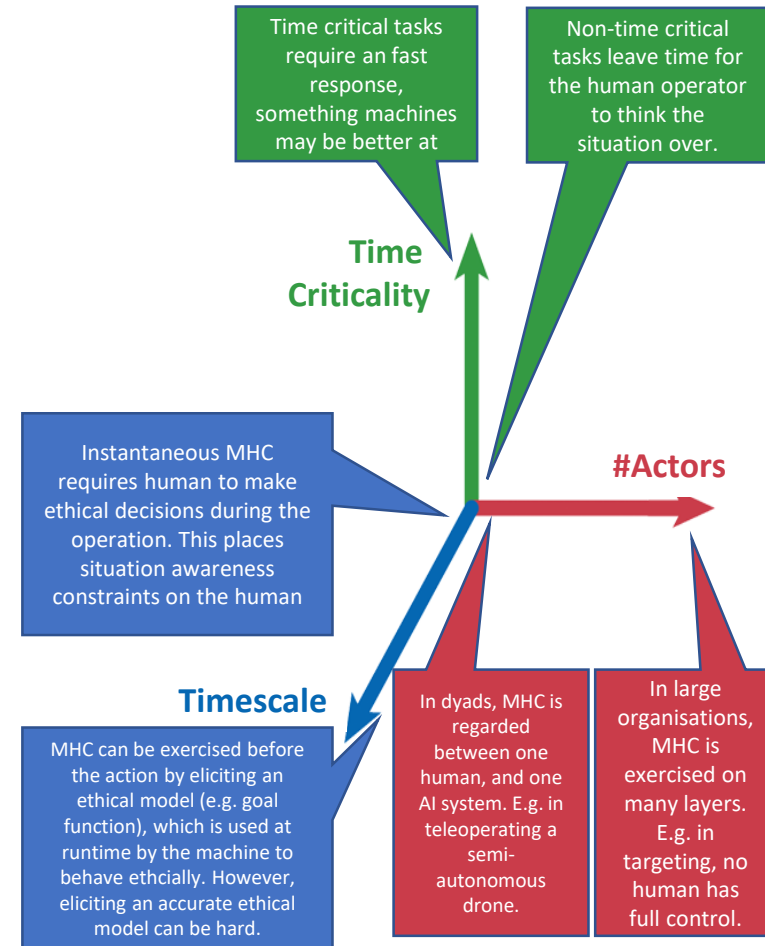 Time critical tasks
require an fast
response,
something machines
may be better at
Non-time critical
tasks leave time for
the human operator
to think the
situation over.
Time
Criticality
Instantaneous MHC
requires human to make
ethical decisions during the
operation. This places
situation awareness
constraints on the human
#Actors
Timescale
MHC can be exercised before
the action by eliciting an
ethical model (e.g. goal
function), which is used at
runtime by the machine to
behave ethcially. However,
eliciting an accurate ethical
model can be hard.
In dyads, MHC is
regarded
between one
human, and one
AI system. E.g. in
teleoperating a
semi-
autonomous
drone.
In large
organisations,
MHC is
exercised on
many layers.
E.g. in
targeting, no
human has
full control.